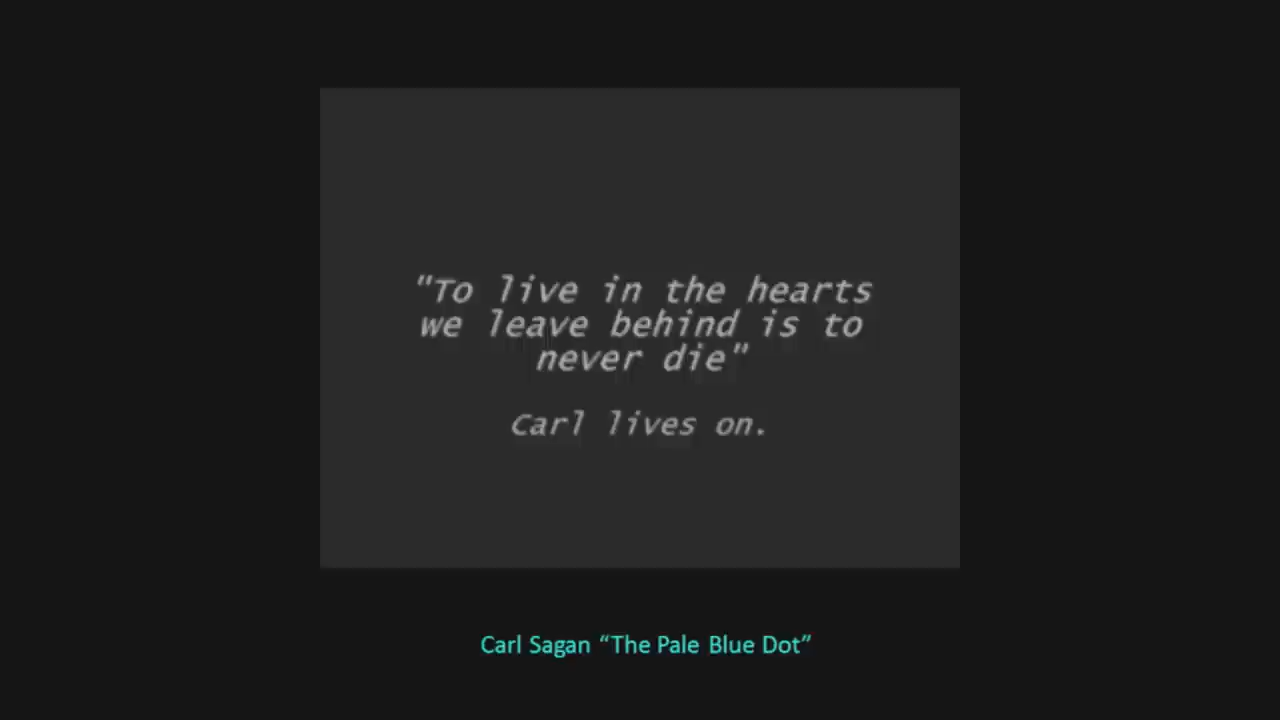 "To live in the hearts
we leave behind is to
never die"
Carl lives on.
Carl Sagan “The Pale Blue Dot”